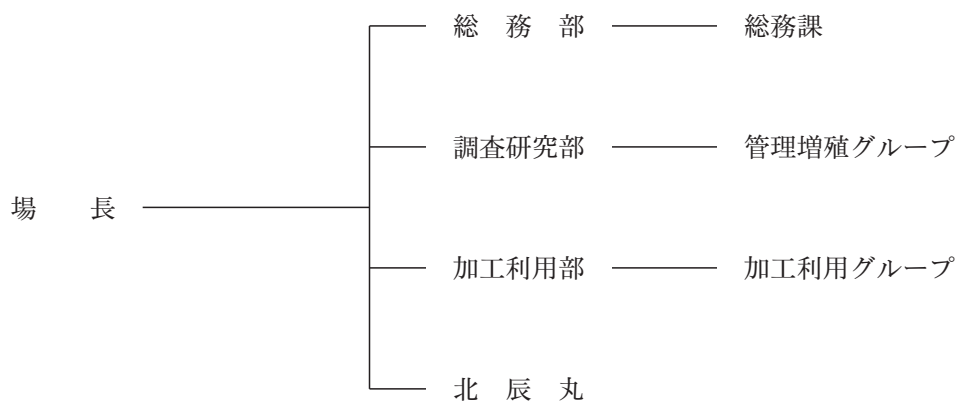 総務部 総務課
調査研究部 管理増殖グループ
場長
加工利用部 加工利用グループ
北辰丸